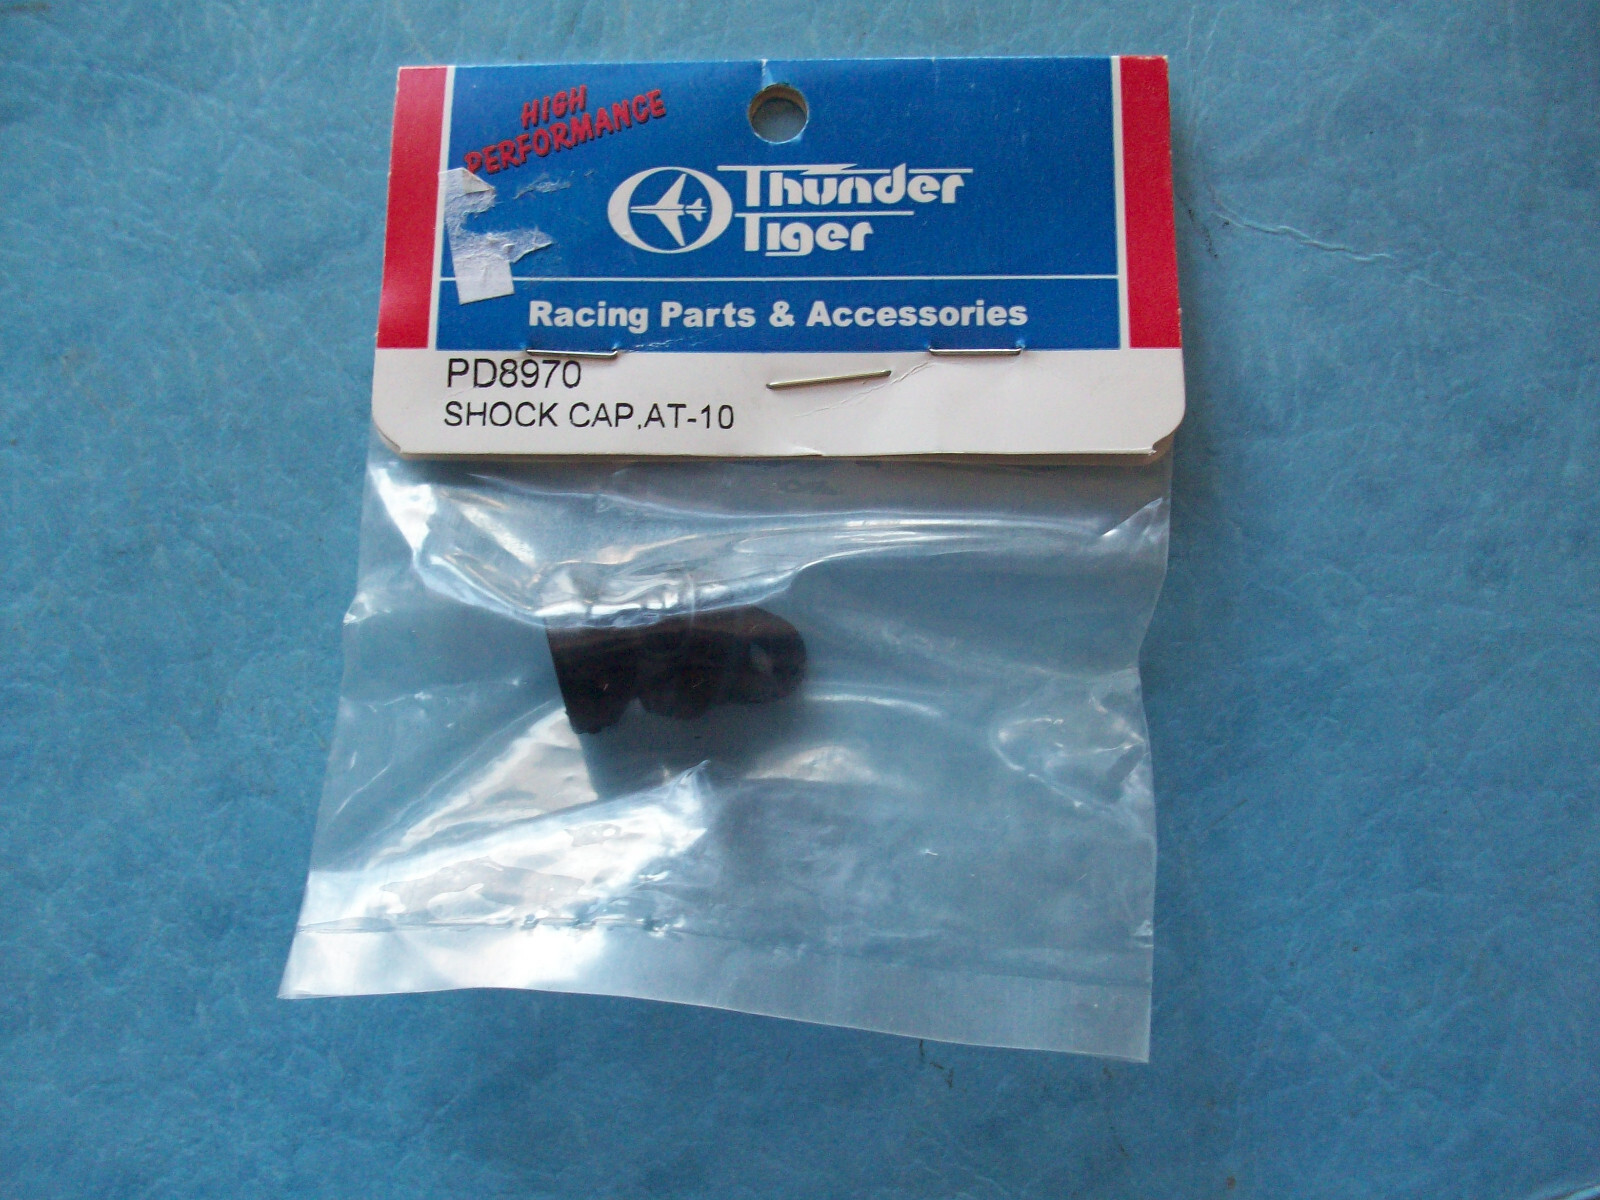 HIGH
PERFORMANCE
Thunder
Tiger
Racing Parts & Accessories
PD8970
SHOCK CAP,AT-10